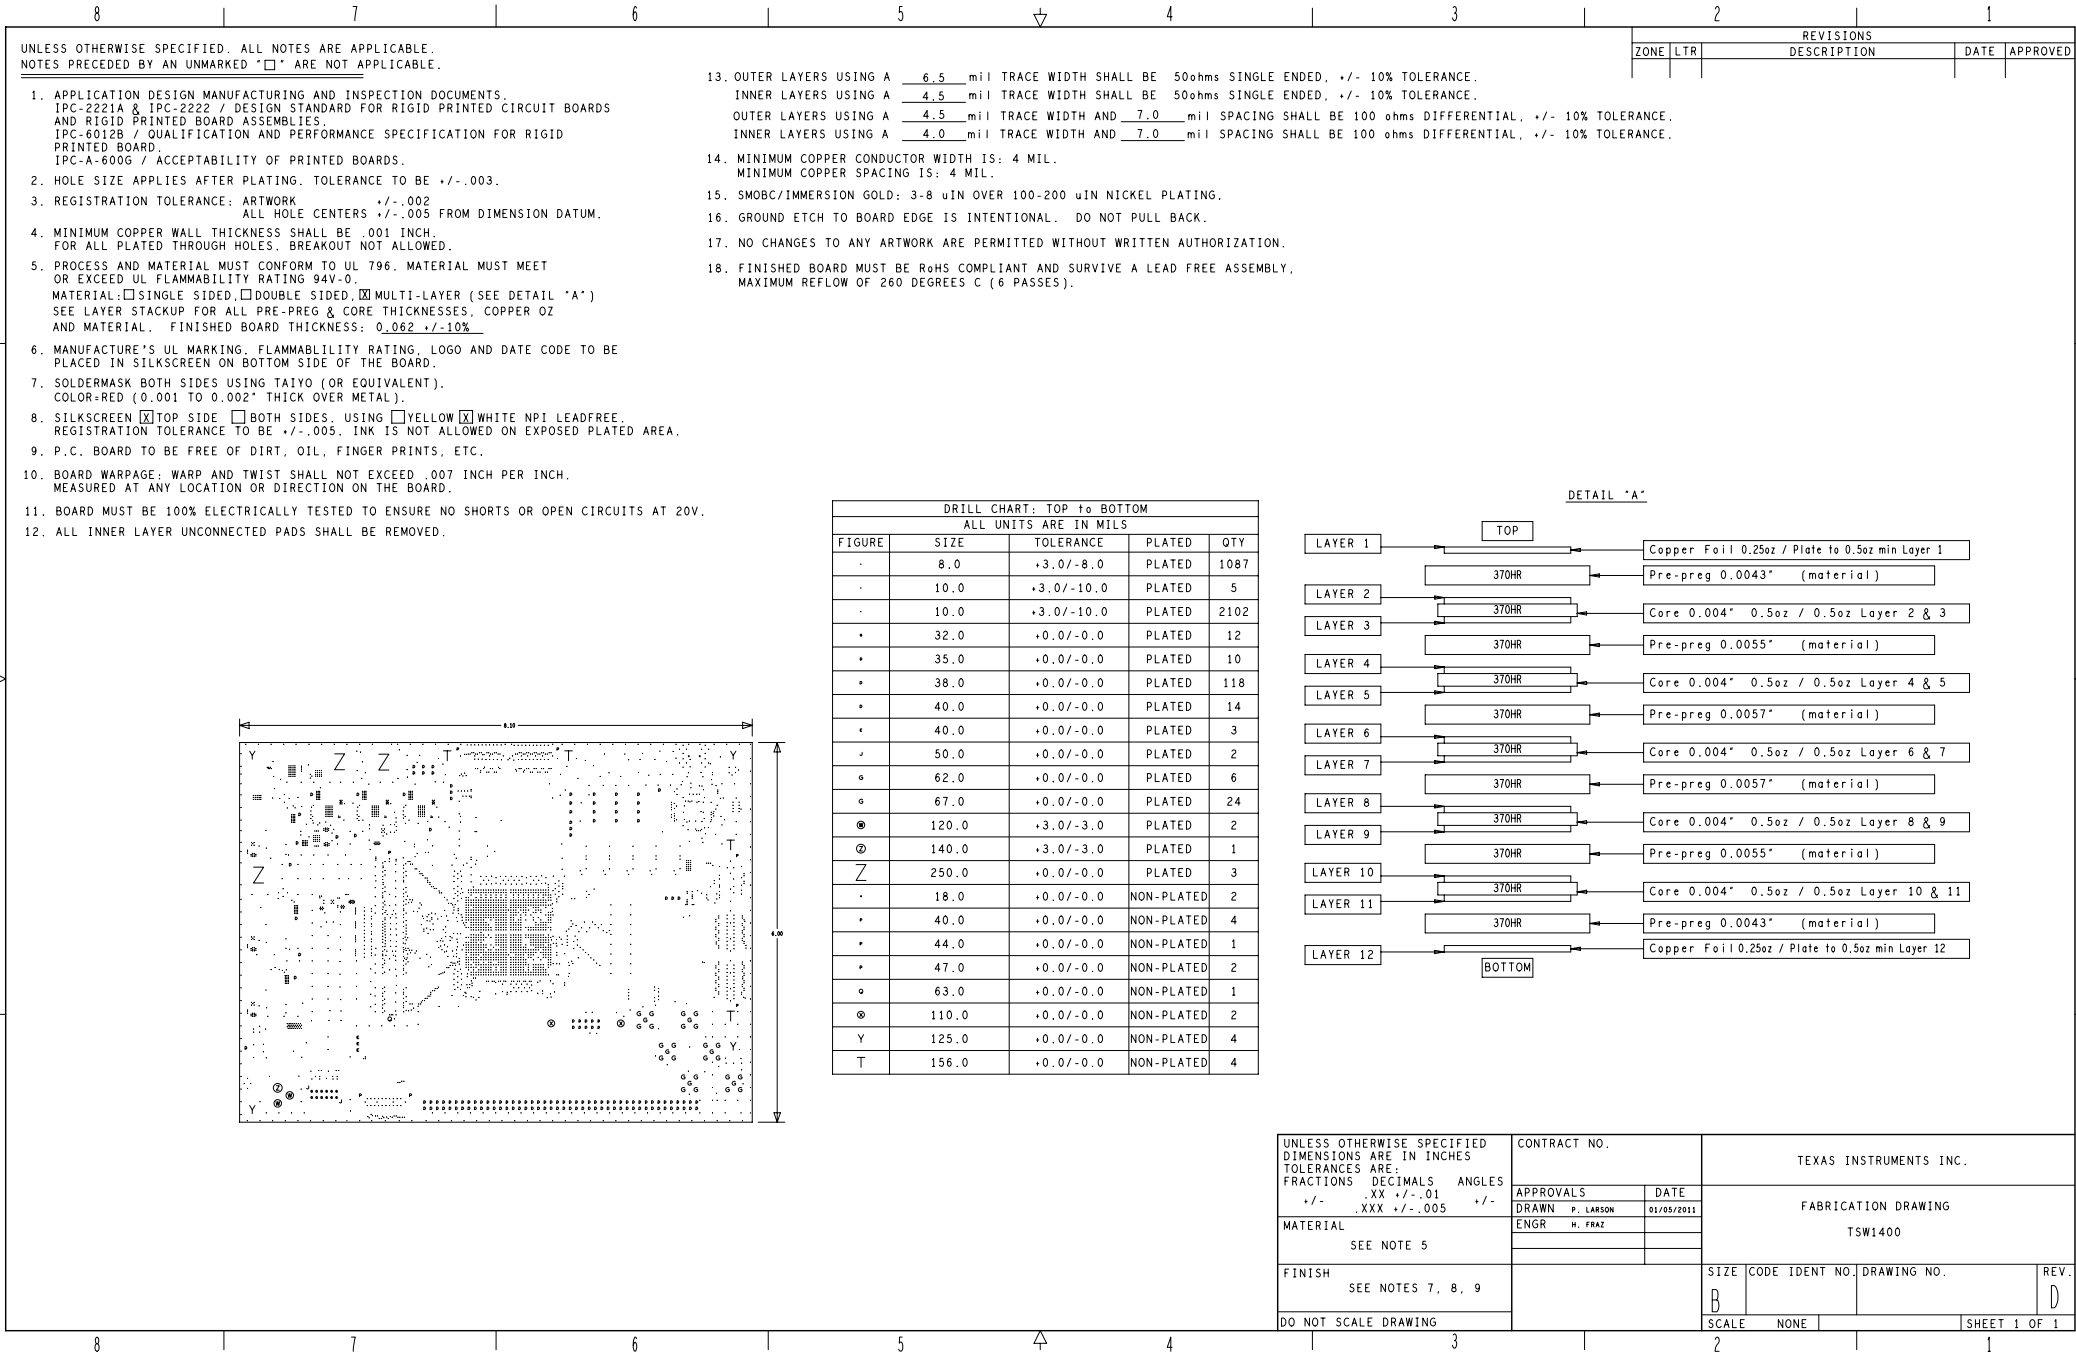 8 7 6 5 4 3 2 1
UNLESS OTHERWISE SPECIFIED. ALL NOTES ARE APPLICABLE.
NOTES PRECEDED BY AN UNMARKED "☐" ARE NOT APPLICABLE.
1. APPLICATION DESIGN MANUFACTURING AND INSPECTION DOCUMENTS.
IPC-2221A & IPC-2222 / DESIGN STANDARD FOR RIGID PRINTED CIRCUIT BOARDS
AND RIGID PRINTED BOARD ASSEMBLIES.
IPC-6012B / QUALIFICATION AND PERFORMANCE SPECIFICATION FOR RIGID
PRINTED BOARD.
IPC-A-600G / ACCEPTABILITY OF PRINTED BOARDS.
2. HOLE SIZE APPLIES AFTER PLATING. TOLERANCE TO BE +/-.003.
3. REGISTRATION TOLERANCE: ARTWORK +/-.002
ALL HOLE CENTERS +/-.005 FROM DIMENSION DATUM.
4. MINIMUM COPPER WALL THICKNESS SHALL BE .001 INCH.
FOR ALL PLATED THROUGH HOLES. BREAKOUT NOT ALLOWED.
5. PROCESS AND MATERIAL MUST CONFORM TO UL 796. MATERIAL MUST MEET
OR EXCEED UL FLAMMABILITY RATING 94V-0.
MATERIAL: ☐ SINGLE SIDED, ☐ DOUBLE SIDED, ☒ MULTI-LAYER (SEE DETAIL "A")
SEE LAYER STACKUP FOR ALL PRE-PREG & CORE THICKNESSES, COPPER OZ
AND MATERIAL. FINISHED BOARD THICKNESS: 0.062 +/-10%
6. MANUFACTURE'S UL MARKING. FLAMMABLILITY RATING, LOGO AND DATE CODE TO BE
PLACED IN SILKSCREEN ON BOTTOM SIDE OF THE BOARD.
7. SOLDERMASK BOTH SIDES USING TAIYO (OR EQUIVALENT).
COLOR=RED (0.001 TO 0.002" THICK OVER METAL).
8. SILKSCREEN ☒ TOP SIDE ☐ BOTH SIDES. USING ☐ YELLOW ☒ WHITE NPI LEADFREE.
REGISTRATION TOLERANCE TO BE +/-.005. INK IS NOT ALLOWED ON EXPOSED PLATED AREA.
9. P.C. BOARD TO BE FREE OF DIRT, OIL, FINGER PRINTS, ETC.
10. BOARD WARPAGE: WARP AND TWIST SHALL NOT EXCEED .007 INCH PER INCH.
MEASURED AT ANY LOCATION OR DIRECTION ON THE BOARD.
11. BOARD MUST BE 100% ELECTRICALLY TESTED TO ENSURE NO SHORTS OR OPEN CIRCUITS AT 20V.
12. ALL INNER LAYER UNCONNECTED PADS SHALL BE REMOVED.
13. OUTER LAYERS USING A 6.5 mil TRACE WIDTH SHALL BE 50ohms SINGLE ENDED, +/- 10% TOLERANCE.
INNER LAYERS USING A 4.5 mil TRACE WIDTH SHALL BE 50ohms SINGLE ENDED, +/- 10% TOLERANCE.
OUTER LAYERS USING A 4.5 mil TRACE WIDTH AND 7.0 mil SPACING SHALL BE 100 ohms DIFFERENTIAL, +/- 10% TOLERANCE.
INNER LAYERS USING A 4.0 mil TRACE WIDTH AND 7.0 mil SPACING SHALL BE 100 ohms DIFFERENTIAL, +/- 10% TOLERANCE.
14. MINIMUM COPPER CONDUCTOR WIDTH IS: 4 MIL.
MINIMUM COPPER SPACING IS: 4 MIL.
15. SMOBC/IMMERSION GOLD: 3-8 uIN OVER 100-200 uIN NICKEL PLATING.
16. GROUND ETCH TO BOARD EDGE IS INTENTIONAL. DO NOT PULL BACK.
17. NO CHANGES TO ANY ARTWORK ARE PERMITTED WITHOUT WRITTEN AUTHORIZATION.
18. FINISHED BOARD MUST BE RoHS COMPLIANT AND SURVIVE A LEAD FREE ASSEMBLY,
MAXIMUM REFLOW OF 260 DEGREES C (6 PASSES).
REVISIONS
ZONE LTR DESCRIPTION DATE APPROVED
8.10
6.00
DRILL CHART: TOP to BOTTOM
ALL UNITS ARE IN MILS
FIGURE SIZE TOLERANCE PLATED QTY
8.0 +3.0/-8.0 PLATED 1087
10.0 +3.0/-10.0 PLATED 5
10.0 +3.0/-10.0 PLATED 2102
32.0 +0.0/-0.0 PLATED 12
35.0 +0.0/-0.0 PLATED 10
38.0 +0.0/-0.0 PLATED 118
40.0 +0.0/-0.0 PLATED 14
40.0 +0.0/-0.0 PLATED 3
J 50.0 +0.0/-0.0 PLATED 2
G 62.0 +0.0/-0.0 PLATED 6
G 67.0 +0.0/-0.0 PLATED 24
120.0 +3.0/-3.0 PLATED 2
Z 140.0 +3.0/-3.0 PLATED 1
Z 250.0 +0.0/-0.0 PLATED 3
18.0 +0.0/-0.0 NON-PLATED 2
P 40.0 +0.0/-0.0 NON-PLATED 4
P 44.0 +0.0/-0.0 NON-PLATED 1
P 47.0 +0.0/-0.0 NON-PLATED 2
Q 63.0 +0.0/-0.0 NON-PLATED 1
X 110.0 +0.0/-0.0 NON-PLATED 2
Y 125.0 +0.0/-0.0 NON-PLATED 4
T 156.0 +0.0/-0.0 NON-PLATED 4
DETAIL "A"
TOP
LAYER 1 Copper Foil 0.25oz / Plate to 0.5oz min Layer 1
370HR Pre-preg 0.0043" (material)
LAYER 2
370HR Core 0.004" 0.5oz / 0.5oz Layer 2 & 3
LAYER 3
370HR Pre-preg 0.0055" (material)
LAYER 4
370HR Core 0.004" 0.5oz / 0.5oz Layer 4 & 5
LAYER 5
370HR Pre-preg 0.0057" (material)
LAYER 6
370HR Core 0.004" 0.5oz / 0.5oz Layer 6 & 7
LAYER 7
370HR Pre-preg 0.0057" (material)
LAYER 8
370HR Core 0.004" 0.5oz / 0.5oz Layer 8 & 9
LAYER 9
370HR Pre-preg 0.0055" (material)
LAYER 10
370HR Core 0.004" 0.5oz / 0.5oz Layer 10 & 11
LAYER 11
370HR Pre-preg 0.0043" (material)
LAYER 12 Copper Foil 0.25oz / Plate to 0.5oz min Layer 12
BOTTOM
UNLESS OTHERWISE SPECIFIED
DIMENSIONS ARE IN INCHES
TOLERANCES ARE:
FRACTIONS DECIMALS ANGLES
+/- .XX +/-.01 +/-
.XXX +/-.005
MATERIAL
SEE NOTE 5
FINISH
SEE NOTES 7, 8, 9
DO NOT SCALE DRAWING
CONTRACT NO.
APPROVALS DATE
DRAWN P. LARSON 01/05/2011
ENGR H. FRAZ
TEXAS INSTRUMENTS INC.
FABRICATION DRAWING
TSW1400
SIZE CODE IDENT NO. DRAWING NO. REV.
B D
SCALE NONE SHEET 1 OF 1
8 7 6 5 4 3 2 1